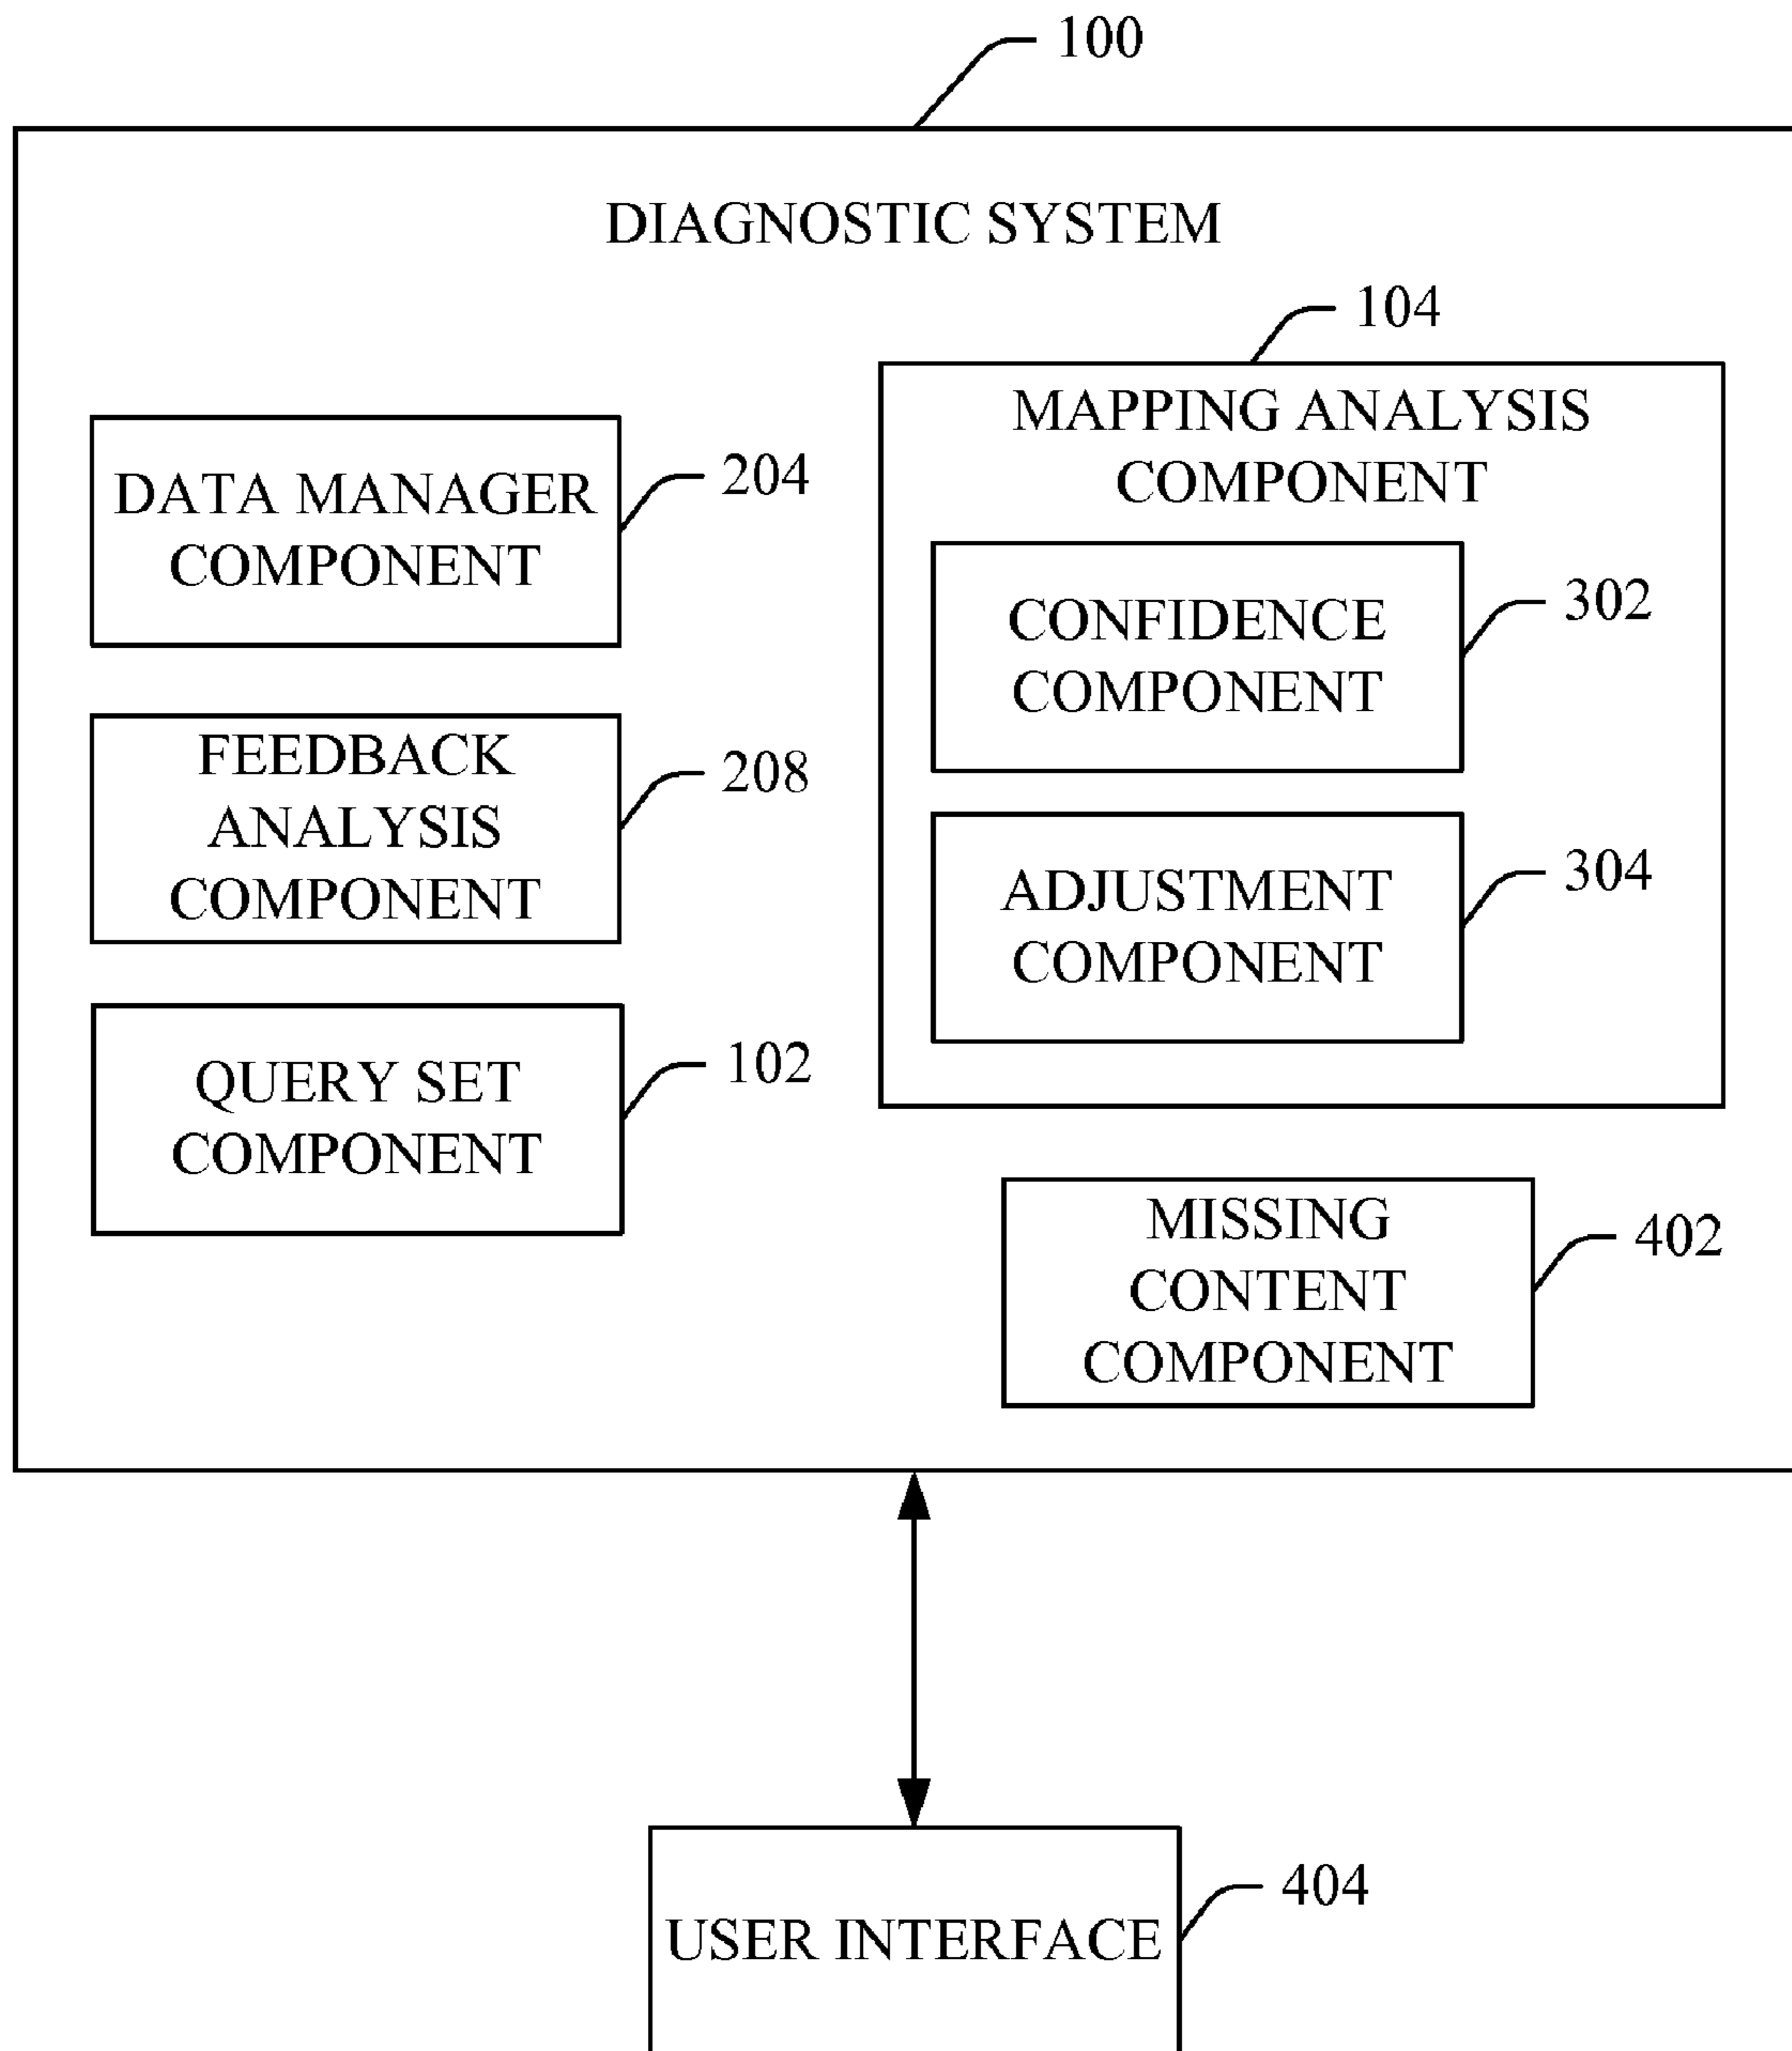 100
DIAGNOSTIC SYSTEM
104
MAPPING ANALYSIS
COMPONENT
DATA MANAGER
COMPONENT
204
CONFIDENCE
COMPONENT
302
FEEDBACK
ANALYSIS
COMPONENT
208
ADJUSTMENT
COMPONENT
304
QUERY SET
COMPONENT
102
MISSING
CONTENT
COMPONENT
402
USER INTERFACE
404